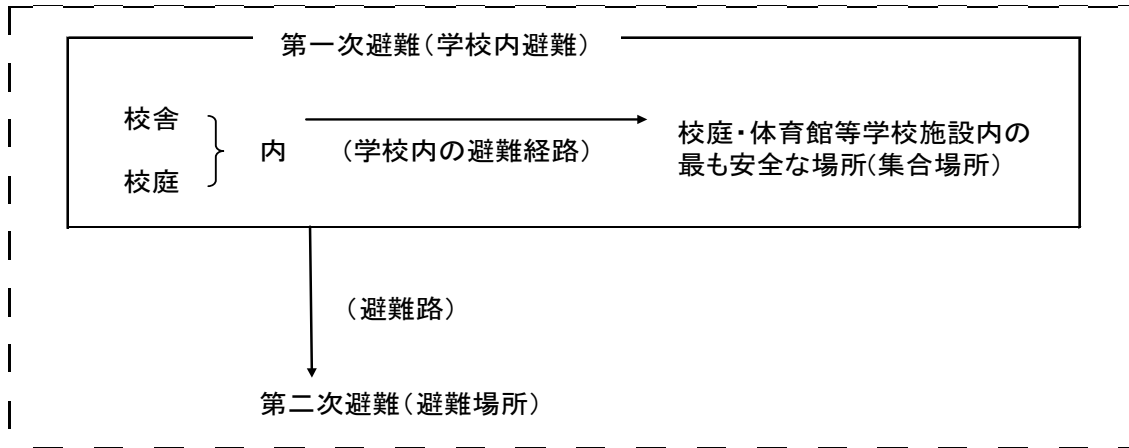 第一次避難(学校内避難)
校舎
校庭
内
(学校内の避難経路)
校庭・体育館等学校施設内の
最も安全な場所(集合場所)
(避難路)
第二次避難(避難場所)